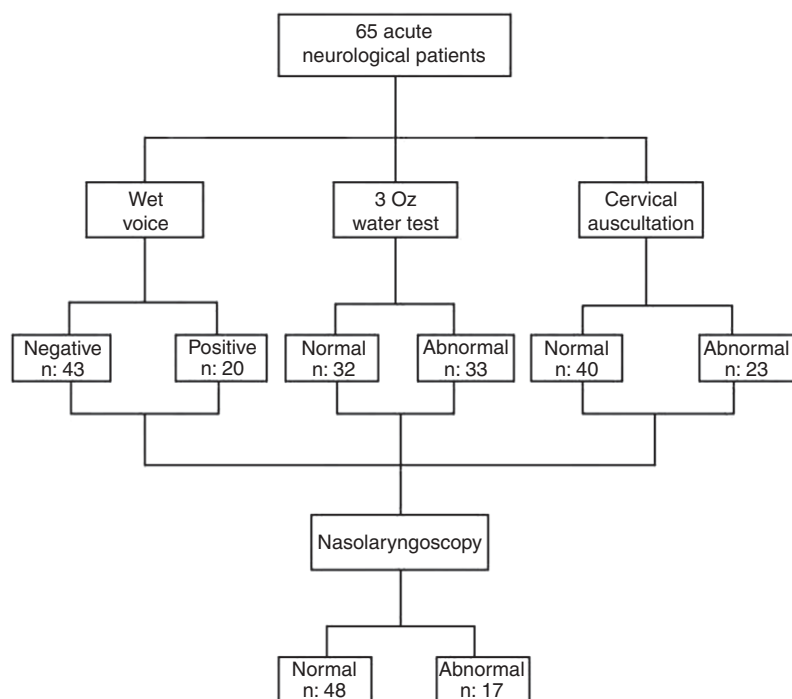 65 acute
neurological patients
Wet
voice
3 Oz
water test
Cervical
auscultation
Negative
n: 43
Positive
n: 20
Normal
n: 32
Abnormal
n: 33
Normal
n: 40
Abnormal
n: 23
Nasolaryngoscopy
Normal
n: 48
Abnormal
n: 17